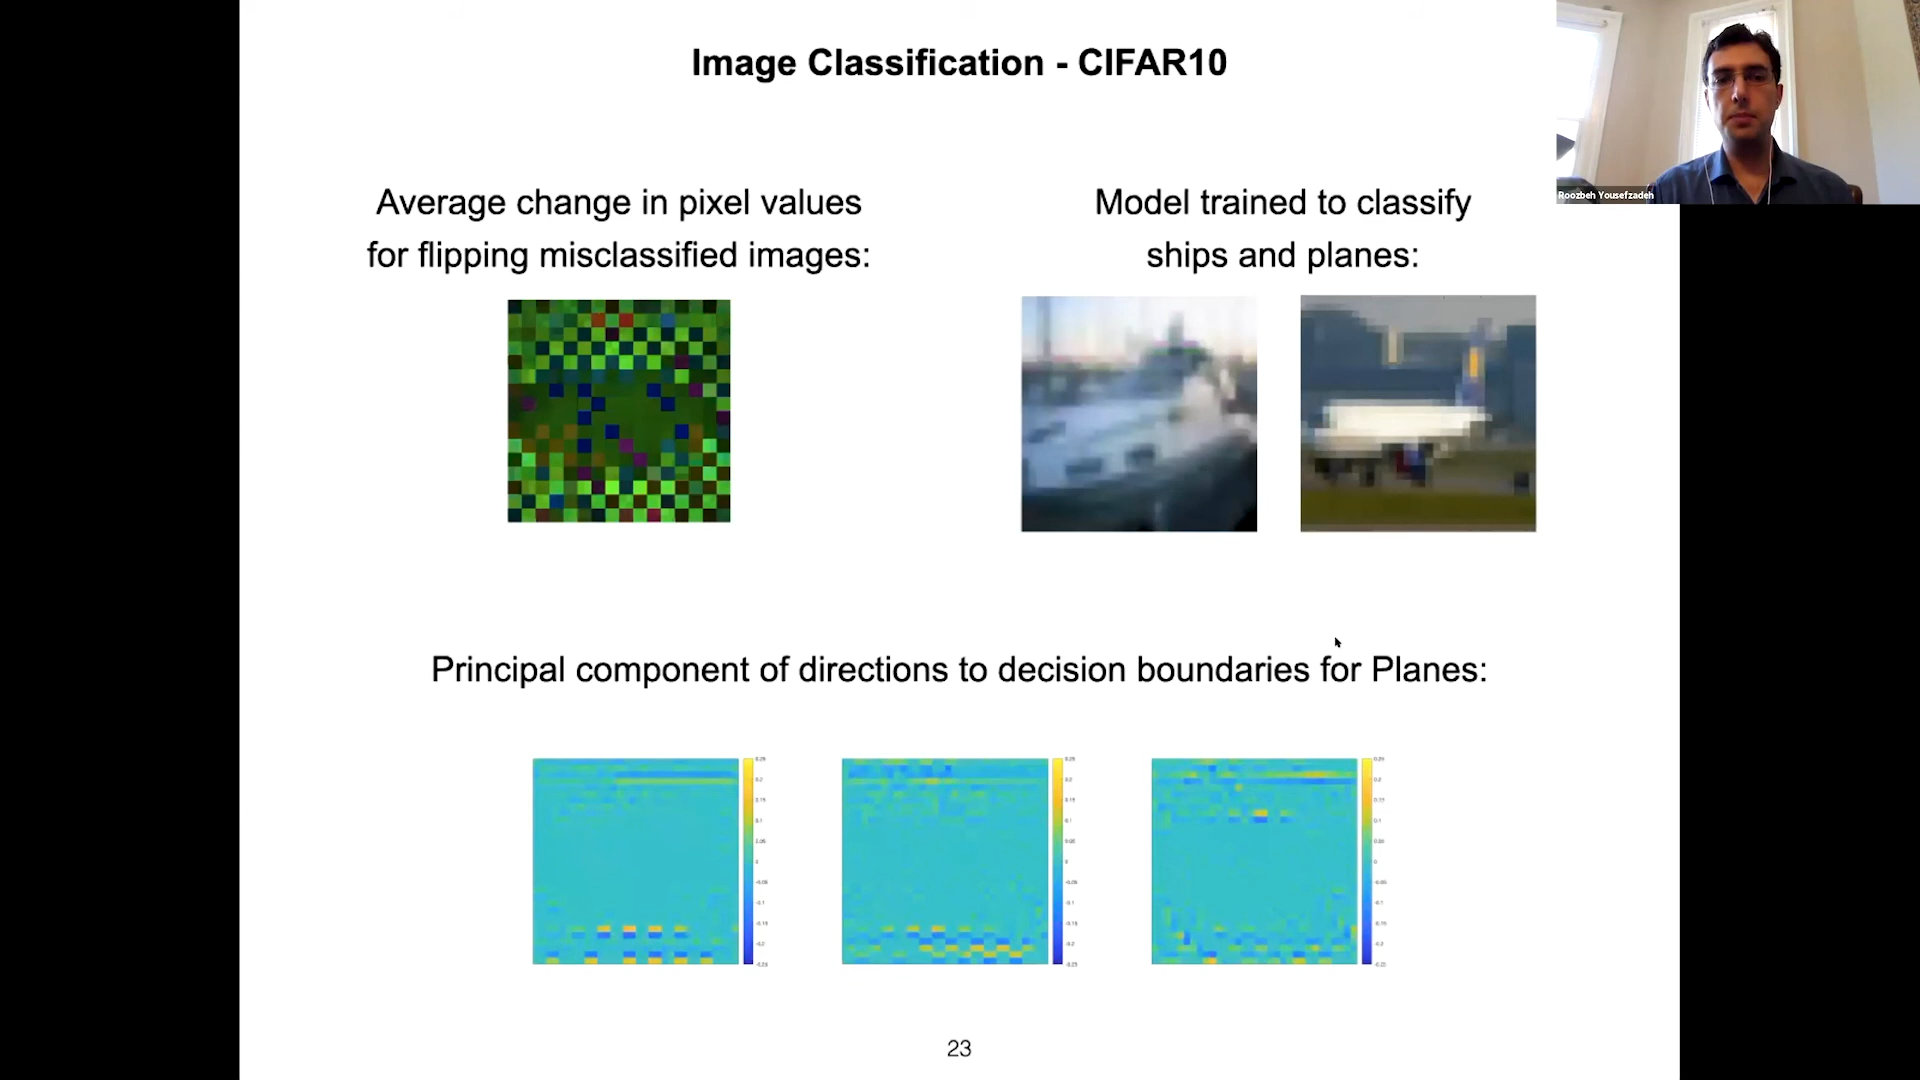 Image Classification - CIFAR10
Roozbeh Yousefzadeh
Average change in pixel values
for flipping misclassified images:
Model trained to classify
ships and planes:
Principal component of directions to decision boundaries for Planes:
23